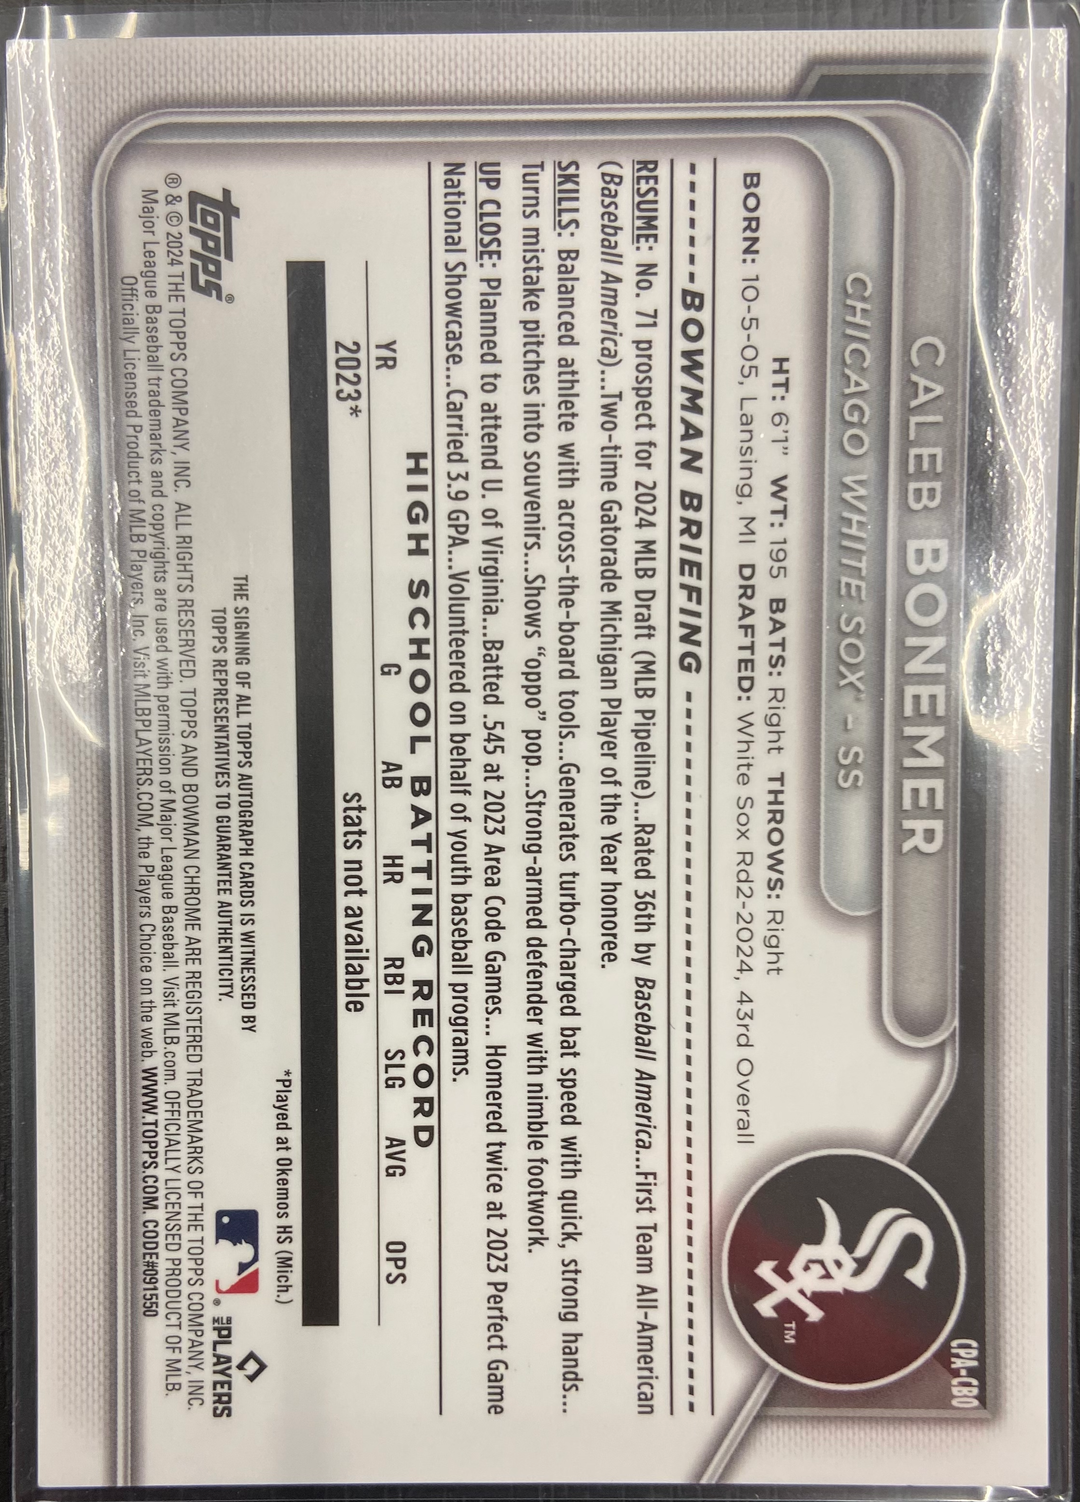 CPA-CBO
CALEB BONEMER
CHICAGO WHITE SOX™ - SS
Sox
™
HT: 6'1" WT: 195 BATS: Right THROWS: Right
BORN: 10-5-05, Lansing, MI DRAFTED: White Sox Rd2-2024, 43rd Overall
------BOWMAN BRIEFING ------
RESUME: No. 71 prospect for 2024 MLB Draft (MLB Pipeline)...Rated 36th by Baseball America...First Team All-American
(Baseball America)...Two-time Gatorade Michigan Player of the Year honoree.
SKILLS: Balanced athlete with across-the-board tools...Generates turbo-charged bat speed with quick, strong hands...
Turns mistake pitches into souvenirs...Shows "oppo" pop...Strong-armed defender with nimble footwork.
UP CLOSE: Planned to attend U. of Virginia...Batted .545 at 2023 Area Code Games... Homered twice at 2023 Perfect Game
National Showcase...Carried 3.9 GPA...Volunteered on behalf of youth baseball programs.
HIGH SCHOOL BATTING RECORD
YR G AB HR RBI SLG AVG OPS
2023* stats not available
*Played at Okemos HS (Mich.)
topps®
THE SIGNING OF ALL TOPPS AUTOGRAPH CARDS IS WITNESSED BY
TOPPS REPRESENTATIVES TO GUARANTEE AUTHENTICITY.
®
MLB PLAYERS
® & © 2024 THE TOPPS COMPANY, INC. ALL RIGHTS RESERVED. TOPPS AND BOWMAN CHROME ARE REGISTERED TRADEMARKS OF THE TOPPS COMPANY, INC.
Major League Baseball trademarks and copyrights are used with permission of Major League Baseball. Visit MLB.com. OFFICIALLY LICENSED PRODUCT OF MLB.
Officially Licensed Product of MLB Players, Inc. Visit MLBPLAYERS.COM, the Players Choice on the web. WWW.TOPPS.COM. CODE#091550